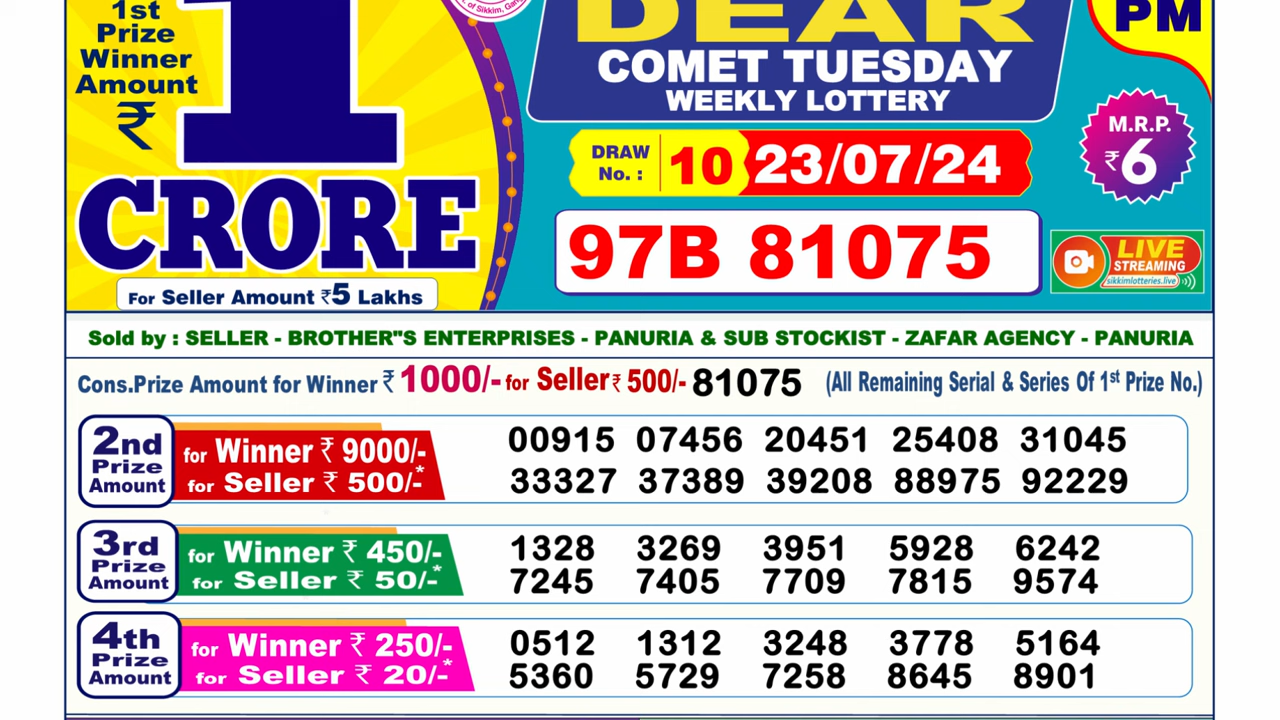 1st
Prize
Winner
Amount
₹
1
CRORE
For Seller Amount ₹5 Lakhs
of Sikkim, Gang
DEAR
COMET TUESDAY
WEEKLY LOTTERY
PM
DRAW
No. :
10
23/07/24
M.R.P.
₹6
97B 81075
LIVE
STREAMING
sikkimlotteries.live
Sold by : SELLER - BROTHER"S ENTERPRISES - PANURIA & SUB STOCKIST - ZAFAR AGENCY - PANURIA
Cons.Prize Amount for Winner ₹ 1000/- for Seller ₹ 500/- 81075 (All Remaining Serial & Series Of 1st Prize No.)
2nd
Prize
Amount
for Winner ₹ 9000/-
for Seller ₹ 500/-*
00915 07456 20451 25408 31045
33327 37389 39208 88975 92229
3rd
Prize
Amount
for Winner ₹ 450/-
for Seller ₹ 50/-*
1328 3269 3951 5928 6242
7245 7405 7709 7815 9574
4th
Prize
Amount
for Winner ₹ 250/-
for Seller ₹ 20/-*
0512 1312 3248 3778 5164
5360 5729 7258 8645 8901